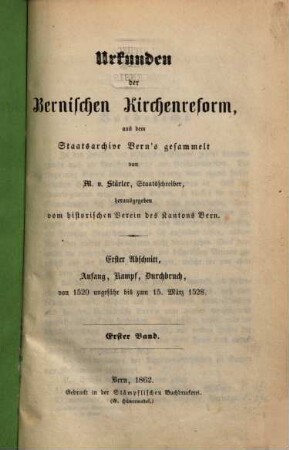 Urkunden
der
Bernischen Kirchenreform,
aus dem
Staatsarchive Bern's gesammelt
von
M. v. Stürler, Staatsschreiber,
herausgegeben
vom historischen Verein des Kantons Bern.
Erster Abschnitt,
Anfang, Kampf, Durchbruch,
von 1520 ungefähr bis zum 15. März 1528.
Erster Band.
Bern, 1862.
Gedruckt in der Stämpflischen Buchdruckerei.
(G. Hünerwadel.)